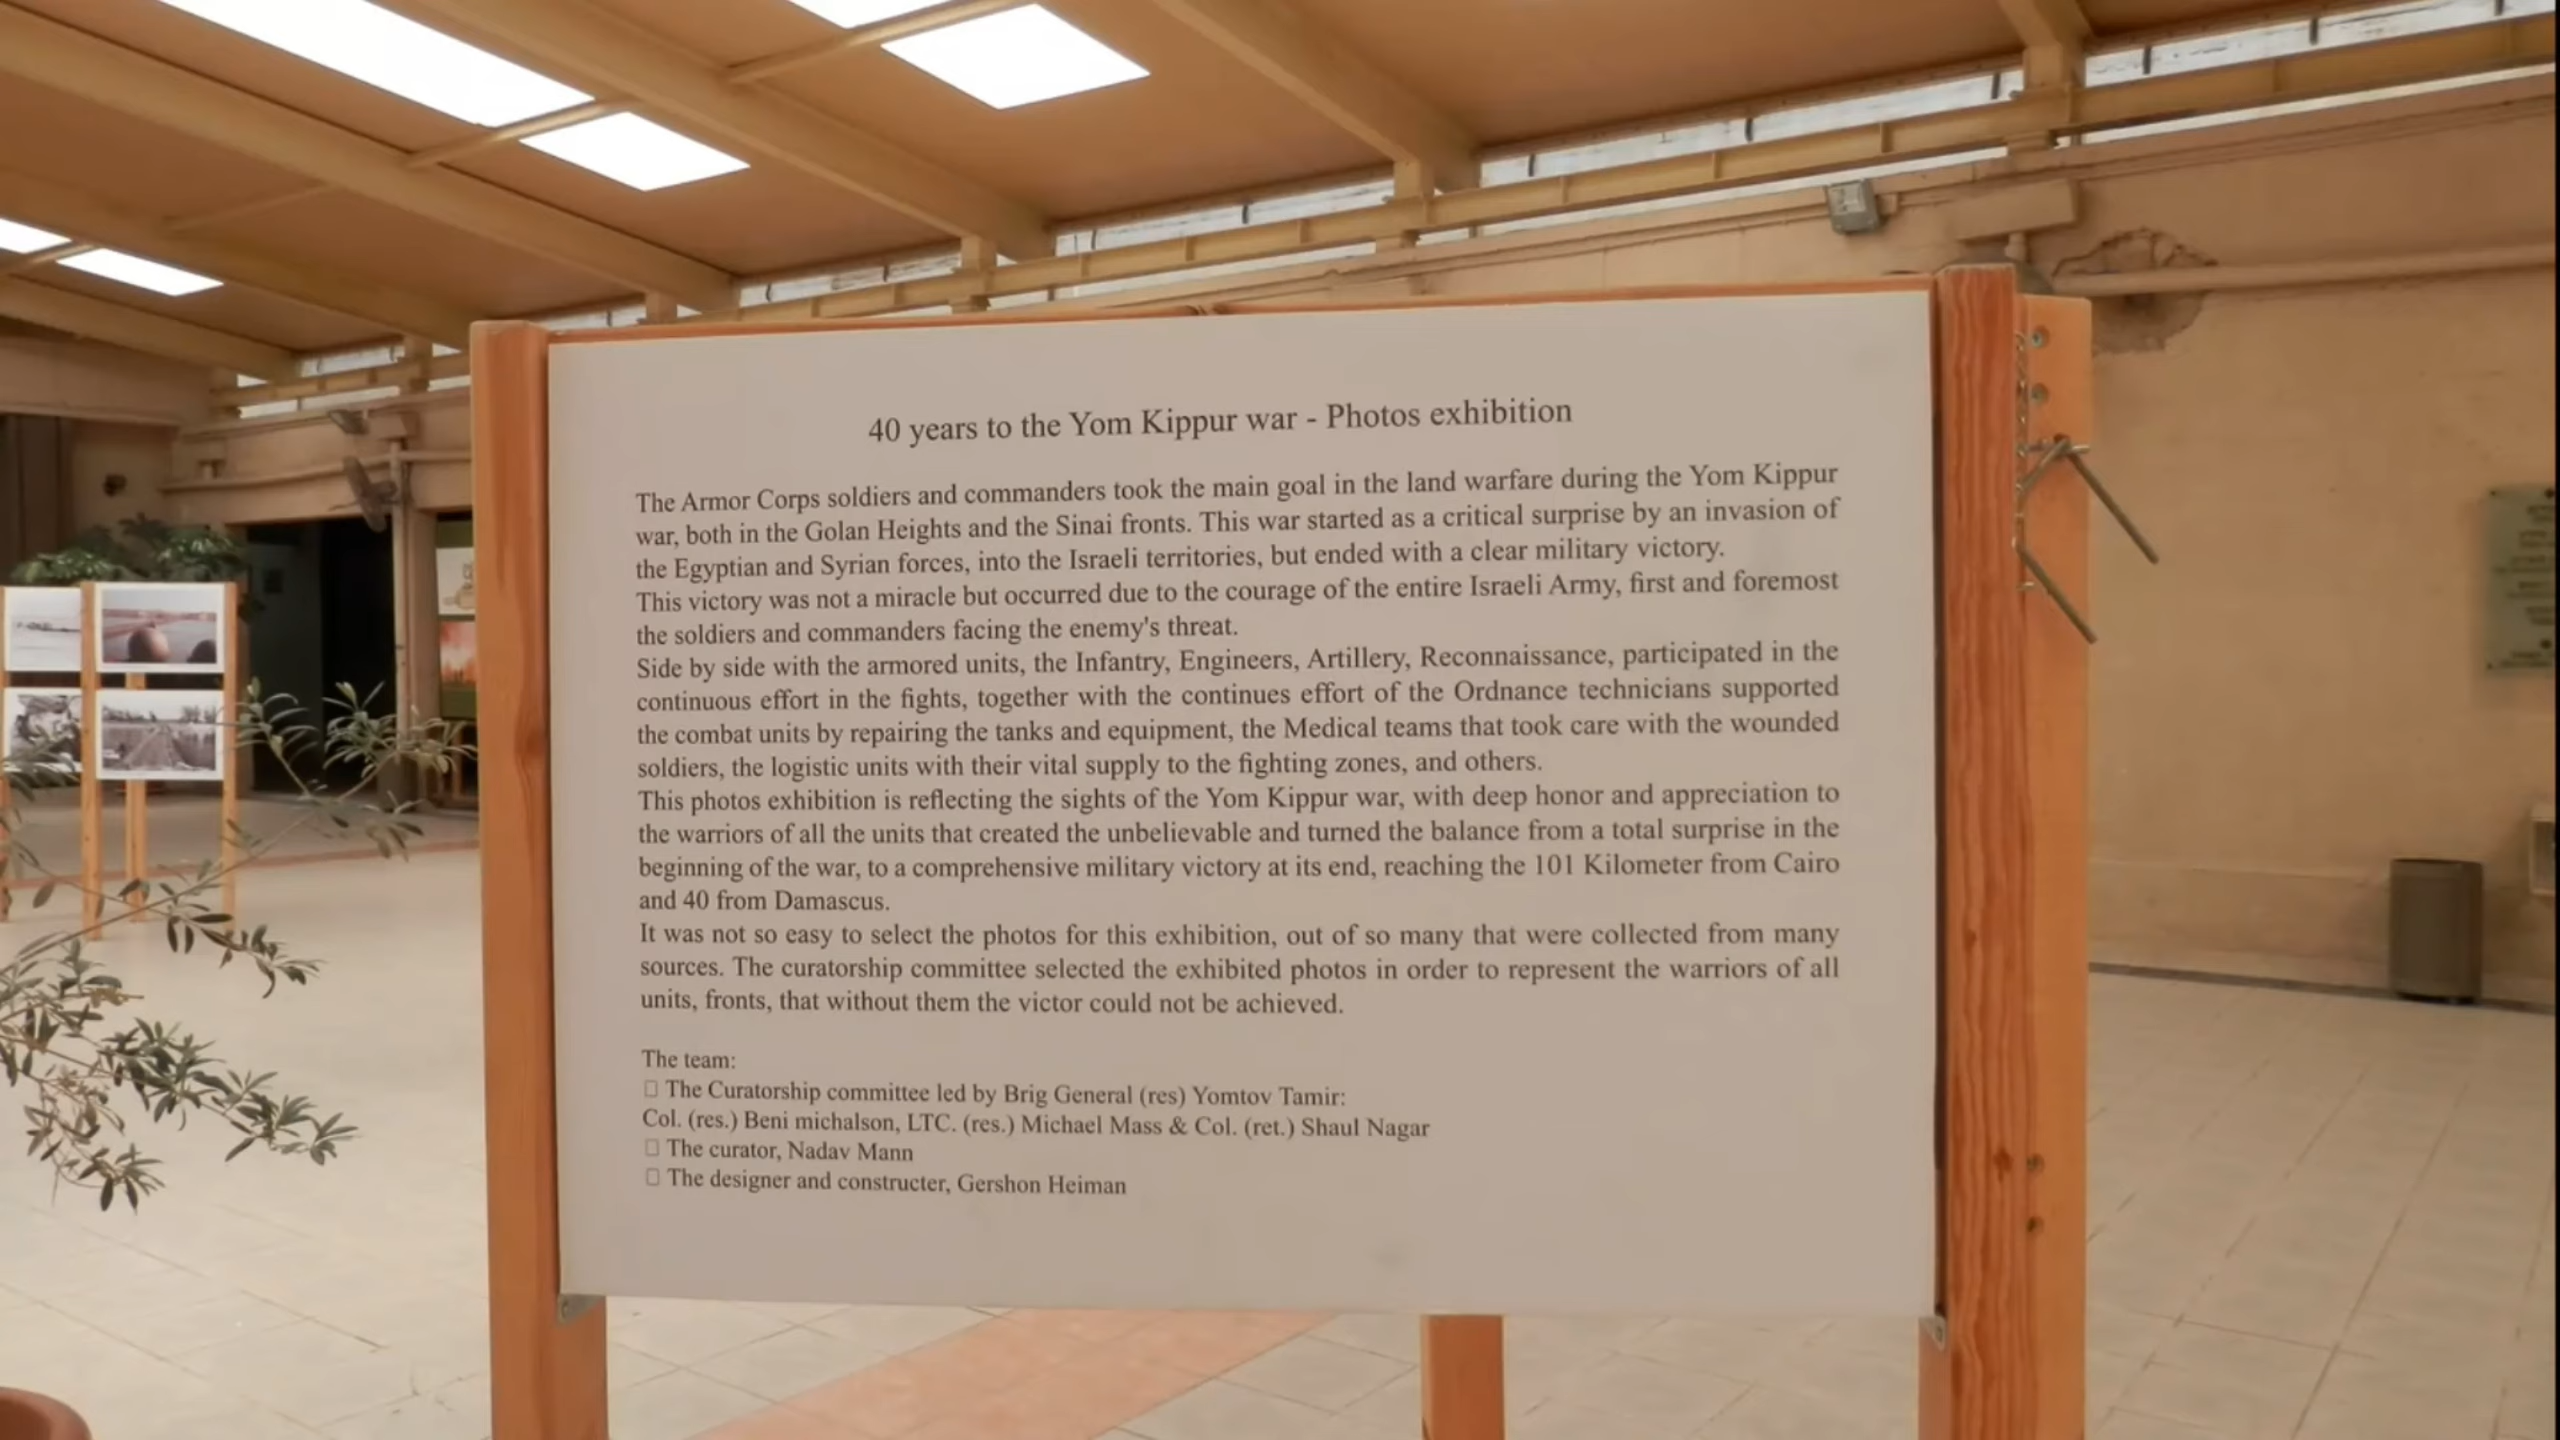 40 years to the Yom Kippur war - Photos exhibition
The Armor Corps soldiers and commanders took the main goal in the land warfare during the Yom Kippur
war, both in the Golan Heights and the Sinai fronts. This war started as a critical surprise by an invasion of
the Egyptian and Syrian forces, into the Israeli territories, but ended with a clear military victory.
This victory was not a miracle but occurred due to the courage of the entire Israeli Army, first and foremost
the soldiers and commanders facing the enemy's threat.
Side by side with the armored units, the Infantry, Engineers, Artillery, Reconnaissance, participated in the
continuous effort in the fights, together with the continues effort of the Ordnance technicians supported
the combat units by repairing the tanks and equipment, the Medical teams that took care with the wounded
soldiers, the logistic units with their vital supply to the fighting zones, and others.
This photos exhibition is reflecting the sights of the Yom Kippur war, with deep honor and appreciation to
the warriors of all the units that created the unbelievable and turned the balance from a total surprise in the
beginning of the war, to a comprehensive military victory at its end, reaching the 101 Kilometer from Cairo
and 40 from Damascus.
It was not so easy to select the photos for this exhibition, out of so many that were collected from many
sources. The curatorship committee selected the exhibited photos in order to represent the warriors of all
units, fronts, that without them the victor could not be achieved.
The team:
The Curatorship committee led by Brig General (res) Yomtov Tamir:
Col. (res.) Beni michalson, LTC. (res.) Michael Mass & Col. (ret.) Shaul Nagar
The curator, Nadav Mann
The designer and constructer, Gershon Heiman